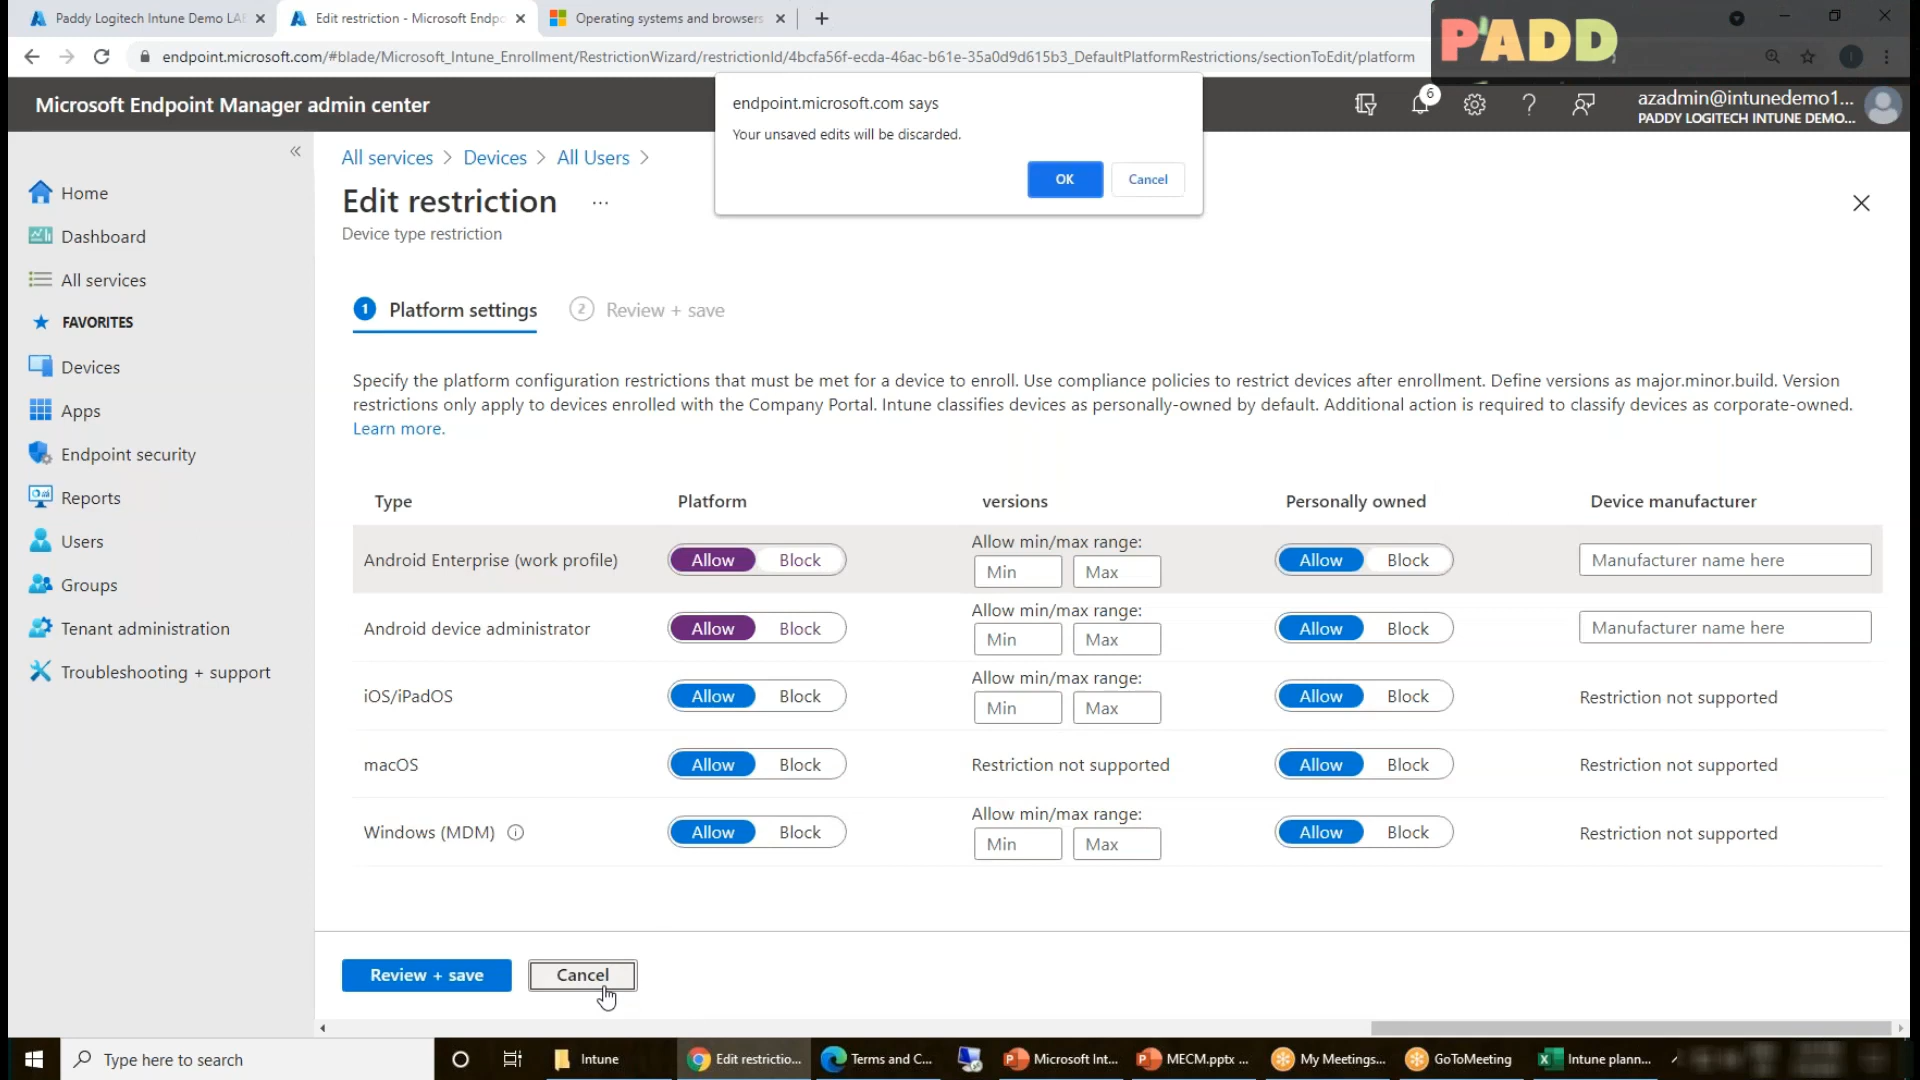 Paddy Logitech Intune Demo LAB
Edit restriction - Microsoft Endpo
Operating systems and browsers
PADD
endpoint.microsoft.com/#blade/Microsoft_Intune_Enrollment/RestrictionWizard/restrictionId/4bcfa56f-ecda-46ac-b61e-35a0d9d615b3_DefaultPlatformRestrictions/sectionToEdit/platform
Microsoft Endpoint Manager admin center
6
azadmin@intunedemo1...
PADDY LOGITECH INTUNE DEMO...
endpoint.microsoft.com says
Your unsaved edits will be discarded.
OK
Cancel
Home
Dashboard
All services
FAVORITES
Devices
Apps
Endpoint security
Reports
Users
Groups
Tenant administration
Troubleshooting + support
All services > Devices > All Users >
Edit restriction ...
Device type restriction
1 Platform settings
2 Review + save
Specify the platform configuration restrictions that must be met for a device to enroll. Use compliance policies to restrict devices after enrollment. Define versions as major.minor.build. Version
restrictions only apply to devices enrolled with the Company Portal. Intune classifies devices as personally-owned by default. Additional action is required to classify devices as corporate-owned.
Learn more.
Type Platform versions Personally owned Device manufacturer
Allow min/max range:
Android Enterprise (work profile) Allow Block Min Max Allow Block Manufacturer name here
Allow min/max range:
Android device administrator Allow Block Min Max Allow Block Manufacturer name here
Allow min/max range:
iOS/iPadOS Allow Block Min Max Allow Block Restriction not supported
macOS Allow Block Restriction not supported Allow Block Restriction not supported
Allow min/max range:
Windows (MDM) Allow Block Min Max Allow Block Restriction not supported
Review + save
Cancel
Type here to search
Intune
Edit restrictio...
Terms and C...
Microsoft Int...
MECM.pptx ...
My Meetings...
GoToMeeting
Intune plann...